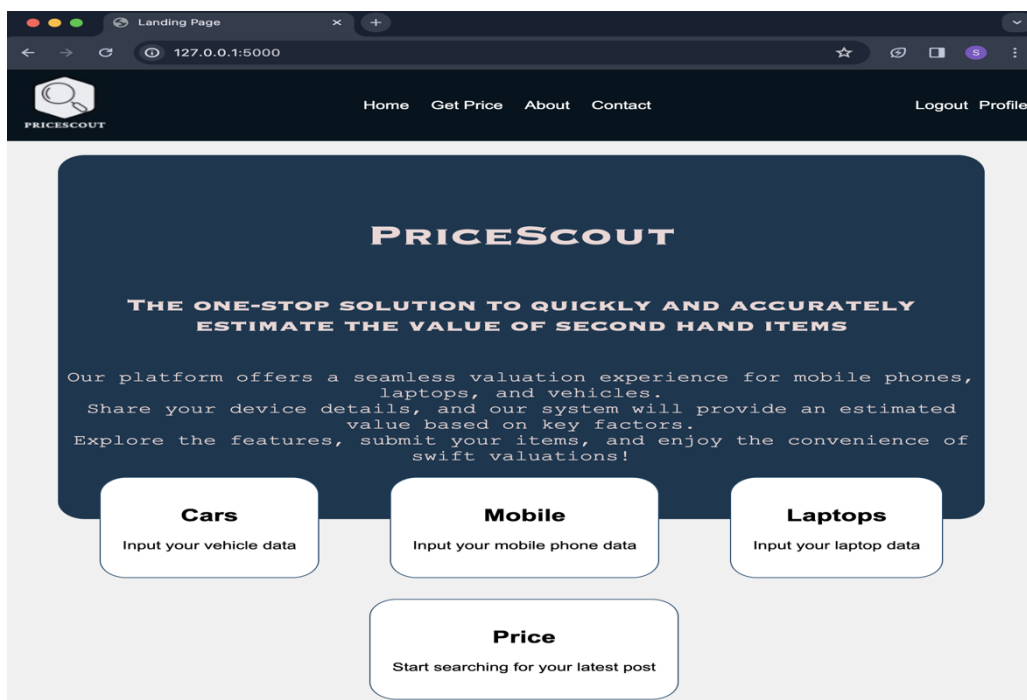 Landing Page
127.0.0.1:5000
S
PRICESCOUT
Home Get Price About Contact Logout Profile
PriceScout
The one-stop solution to quickly and accurately
estimate the value of second hand items
Our platform offers a seamless valuation experience for mobile phones,
laptops, and vehicles.
Share your device details, and our system will provide an estimated
value based on key factors.
Explore the features, submit your items, and enjoy the convenience of
swift valuations!
Cars
Input your vehicle data
Mobile
Input your mobile phone data
Laptops
Input your laptop data
Price
Start searching for your latest post